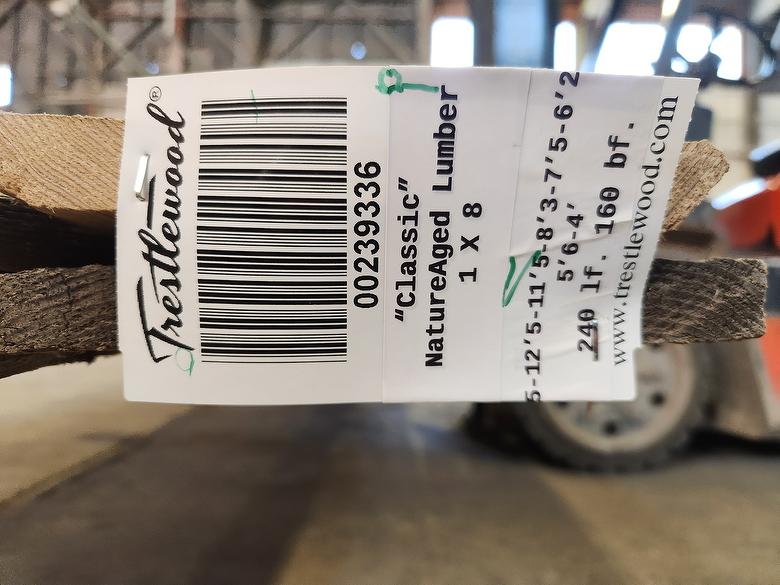 Trestlewood®
00239336
"Classic"
NatureAged Lumber
1 X 8
5-12'5-11'5-8'3-7'5-6'2
5'6-4'
240 lf. 160 bf.
www.trestlewood.com